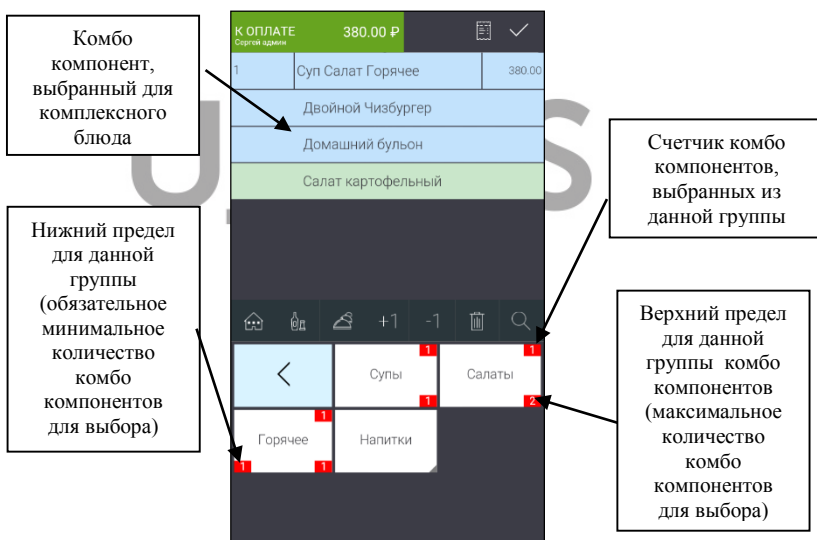 Комбо
компонент,
выбранный для
комплексного
блюда
К ОПЛАТЕ 380.00 ₽
Сергей админ
1 Суп Салат Горячее 380.00
Двойной Чизбургер
Домашний бульон
Салат картофельный
Счетчик комбо
компонентов,
выбранных из
данной группы
Нижний предел
для данной
группы
(обязательное
минимальное
количество
комбо
компонентов
для выбора)
+1 -1
1 1
Супы Салаты
1 2
1
Горячее Напитки
1 1
Верхний предел
для данной
группы комбо
компонентов
(максимальное
количество
комбо
компонентов
для выбора)